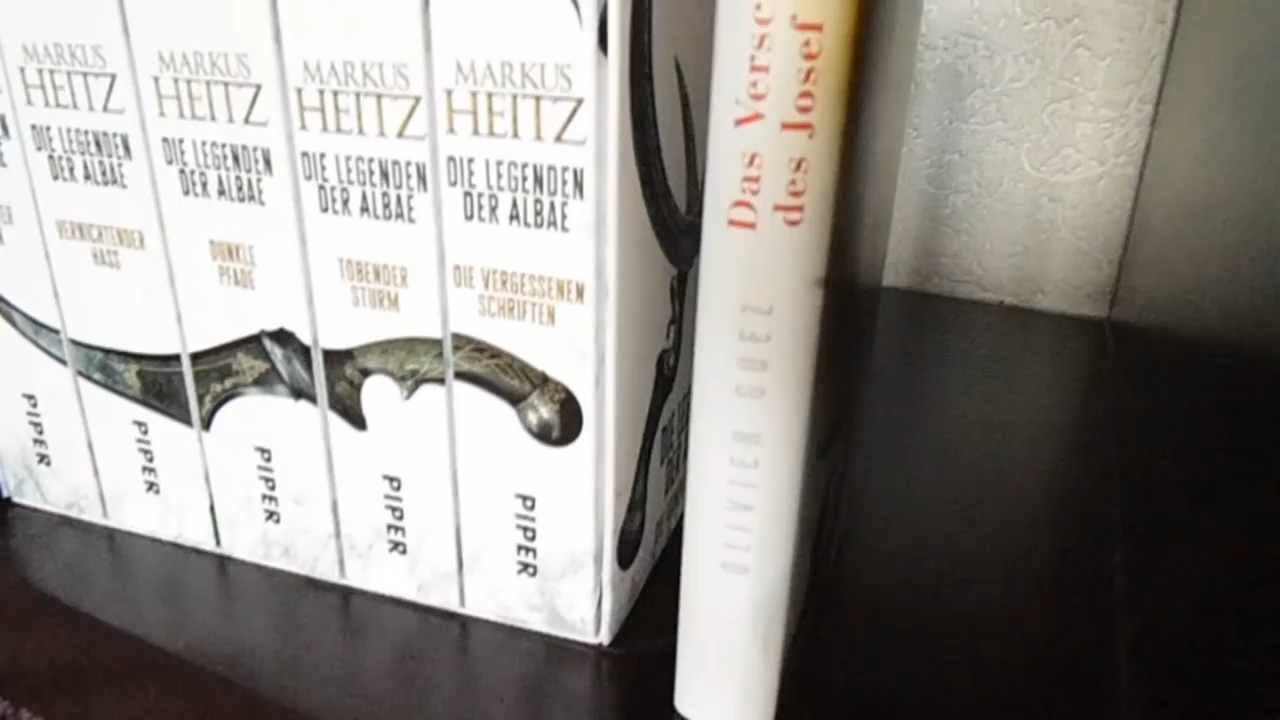 MARKUS
HEITZ
DIE LEGENDEN
DER ALBAE
VERNICHTENDER
HASS
PIPER
MARKUS
HEITZ
DIE LEGENDEN
DER ALBAE
DUNKLE
PFADE
PIPER
MARKUS
HEITZ
DIE LEGENDEN
DER ALBAE
TOBENDER
STURM
PIPER
MARKUS
HEITZ
DIE LEGENDEN
DER ALBAE
DIE VERGESSENEN
SCHRIFTEN
PIPER
PIPER
Das Versc
des Josef
OLIVIER GUEZ